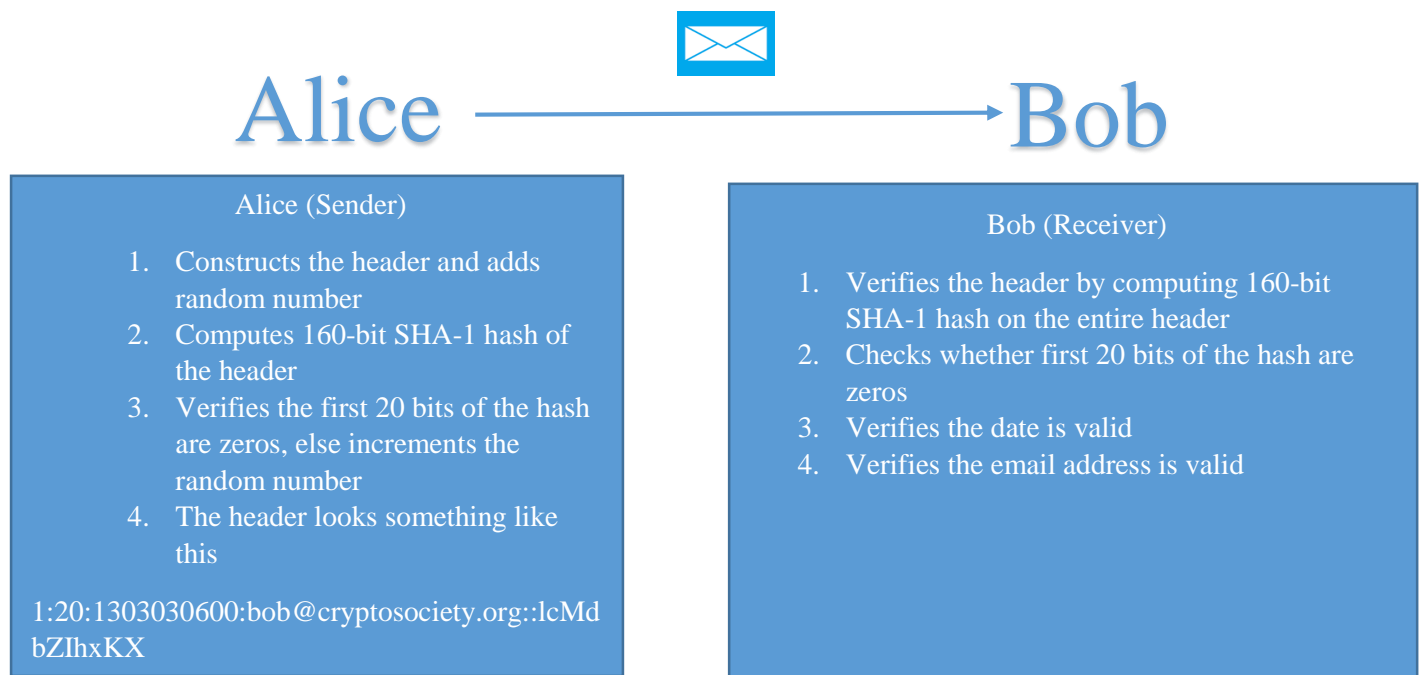 Alice
Bob
Alice (Sender)
1. Constructs the header and adds
random number
2. Computes 160-bit SHA-1 hash of
the header
3. Verifies the first 20 bits of the hash
are zeros, else increments the
random number
4. The header looks something like
this
1:20:1303030600:bob@cryptosociety.org::lcMd
bZIhxKX
Bob (Receiver)
1. Verifies the header by computing 160-bit
SHA-1 hash on the entire header
2. Checks whether first 20 bits of the hash are
zeros
3. Verifies the date is valid
4. Verifies the email address is valid